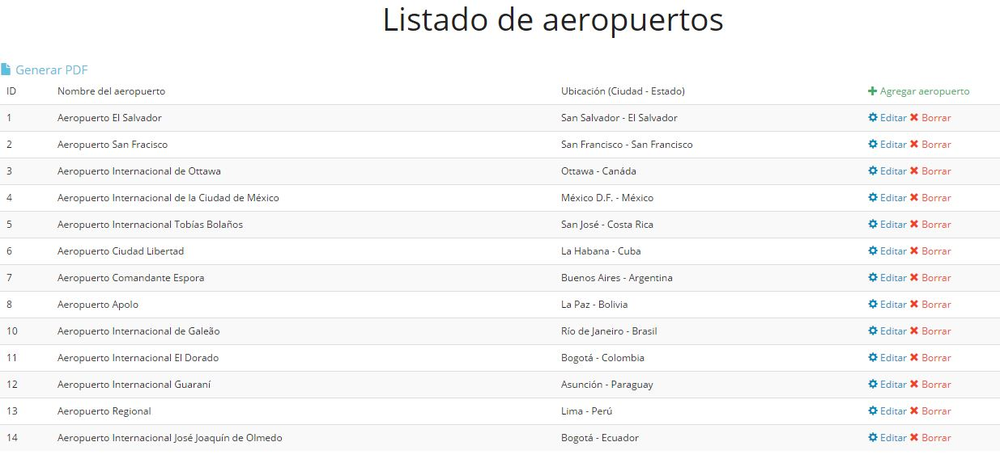 Listado de aeropuertos
Generar PDF
ID Nombre del aeropuerto Ubicación (Ciudad - Estado) Agregar aeropuerto
1 Aeropuerto El Salvador San Salvador - El Salvador Editar Borrar
2 Aeropuerto San Fracisco San Francisco - San Francisco Editar Borrar
3 Aeropuerto Internacional de Ottawa Ottawa - Canáda Editar Borrar
4 Aeropuerto Internacional de la Ciudad de México México D.F. - México Editar Borrar
5 Aeropuerto Internacional Tobías Bolaños San José - Costa Rica Editar Borrar
6 Aeropuerto Ciudad Libertad La Habana - Cuba Editar Borrar
7 Aeropuerto Comandante Espora Buenos Aires - Argentina Editar Borrar
8 Aeropuerto Apolo La Paz - Bolivia Editar Borrar
10 Aeropuerto Internacional de Galeão Río de Janeiro - Brasil Editar Borrar
11 Aeropuerto Internacional El Dorado Bogotá - Colombia Editar Borrar
12 Aeropuerto Internacional Guaraní Asunción - Paraguay Editar Borrar
13 Aeropuerto Regional Lima - Perú Editar Borrar
14 Aeropuerto Internacional José Joaquín de Olmedo Bogotá - Ecuador Editar Borrar